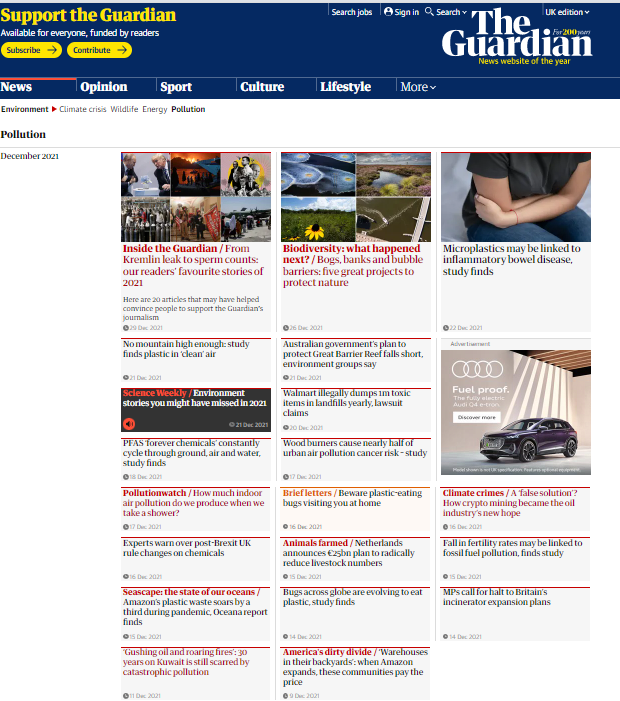 Support the Guardian
Available for everyone, funded by readers
Subscribe
Contribute
Search jobs
Sign in
Search
UK edition
The
Guardian
For 200 years
News website of the year
News
Opinion
Sport
Culture
Lifestyle
More
Environment
Climate crisis
Wildlife
Energy
Pollution
Pollution
December 2021
Inside the Guardian / From
Kremlin leak to sperm counts:
our readers' favourite stories of
2021
Here are 20 articles that may have helped
convince people to support the Guardian's
journalism
29 Dec 2021
Biodiversity: what happened
next? / Bogs, banks and bubble
barriers: five great projects to
protect nature
26 Dec 2021
Microplastics may be linked to
inflammatory bowel disease,
study finds
22 Dec 2021
No mountain high enough: study
finds plastic in 'clean' air
21 Dec 2021
Australian government's plan to
protect Great Barrier Reef falls short,
environment groups say
21 Dec 2021
Advertisement
Fuel proof.
The fully electric
Audi Q4 e-tron.
Discover more
Model shown is not UK specification. Features optional equipment.
Science Weekly / Environment
stories you might have missed in 2021
21 Dec 2021
Walmart illegally dumps 1m toxic
items in landfills yearly, lawsuit
claims
20 Dec 2021
PFAS 'forever chemicals' constantly
cycle through ground, air and water,
study finds
18 Dec 2021
Wood burners cause nearly half of
urban air pollution cancer risk – study
17 Dec 2021
Pollutionwatch / How much indoor
air pollution do we produce when we
take a shower?
17 Dec 2021
Brief letters / Beware plastic-eating
bugs visiting you at home
16 Dec 2021
Climate crimes / A 'false solution'?
How crypto mining became the oil
industry's new hope
16 Dec 2021
Experts warn over post-Brexit UK
rule changes on chemicals
16 Dec 2021
Animals farmed / Netherlands
announces €25bn plan to radically
reduce livestock numbers
15 Dec 2021
Fall in fertility rates may be linked to
fossil fuel pollution, finds study
15 Dec 2021
Seascape: the state of our oceans /
Amazon's plastic waste soars by a
third during pandemic, Oceana report
finds
15 Dec 2021
Bugs across globe are evolving to eat
plastic, study finds
14 Dec 2021
MPs call for halt to Britain's
incinerator expansion plans
14 Dec 2021
'Gushing oil and roaring fires': 30
years on Kuwait is still scarred by
catastrophic pollution
11 Dec 2021
America's dirty divide / 'Warehouses
in their backyards': when Amazon
expands, these communities pay the
price
9 Dec 2021